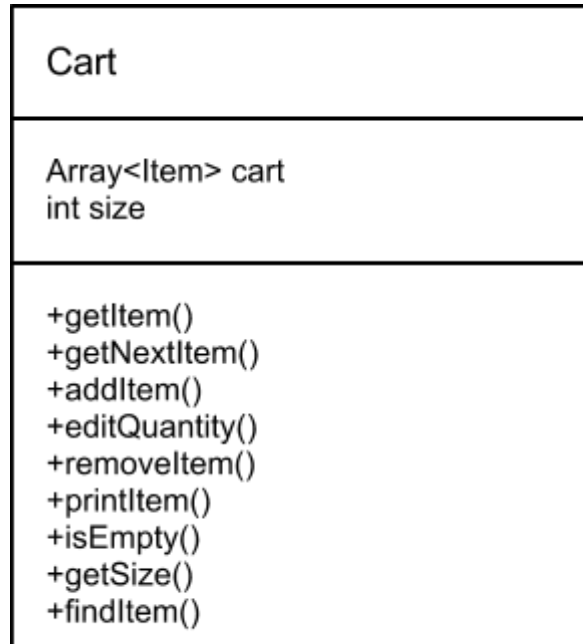 Cart
Array<Item> cart
int size
+getItem()
+getNextItem()
+addItem()
+editQuantity()
+removeItem()
+printItem()
+isEmpty()
+getSize()
+findItem()